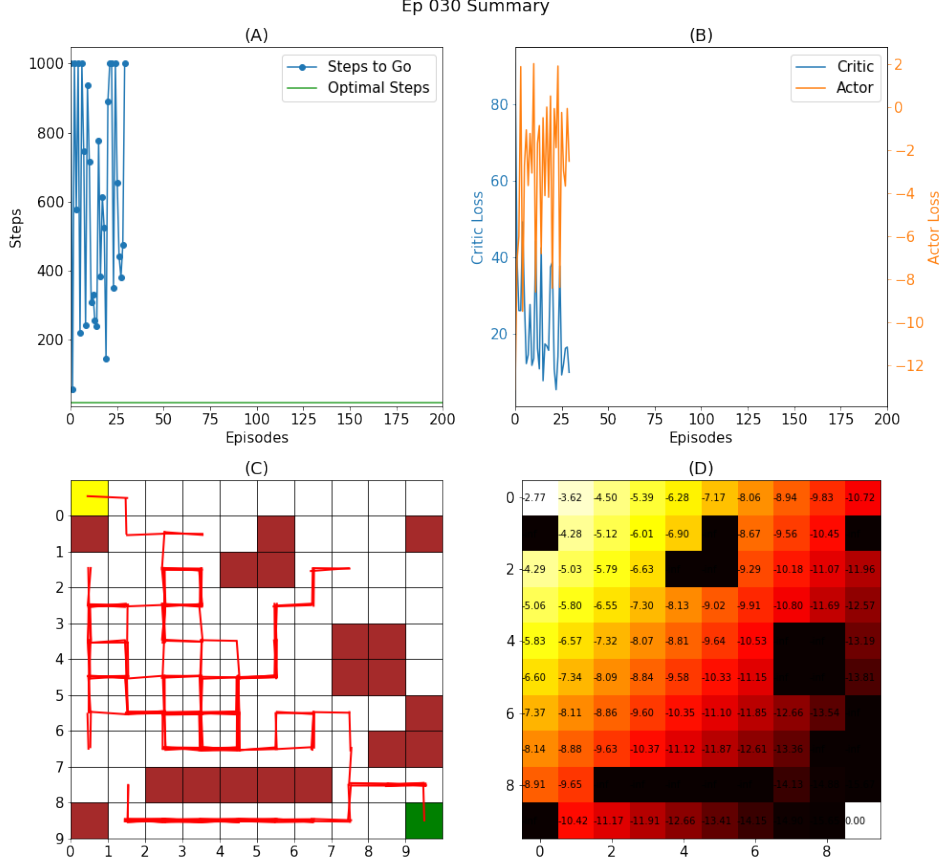 Ep 030 Summary
(A)
(B)
Steps to Go
Optimal Steps
Critic
Actor
1000
800
600
400
200
Steps
0 25 50 75 100 125 150 175 200
Episodes
80
60
40
20
Critic Loss
2
0
−2
−4
−6
−8
−10
−12
Actor Loss
0 25 50 75 100 125 150 175 200
Episodes
(C)
(D)
0
1
2
3
4
5
6
7
8
9
0 1 2 3 4 5 6 7 8 9
0 -2.77 -3.62 -4.50 -5.39 -6.28 -7.17 -8.06 -8.94 -9.83 -10.72
-4.28 -5.12 -6.01 -6.90 -8.67 -9.56 -10.45
2 -4.29 -5.03 -5.79 -6.63 -9.29 -10.18 -11.07 -11.96
-5.06 -5.80 -6.55 -7.30 -8.13 -9.02 -9.91 -10.80 -11.69 -12.57
4 -5.83 -6.57 -7.32 -8.07 -8.81 -9.64 -10.53 -13.19
-6.60 -7.34 -8.09 -8.84 -9.58 -10.33 -11.15 -13.81
6 -7.37 -8.11 -8.86 -9.60 -10.35 -11.10 -11.85 -12.66 -13.54
-8.14 -8.88 -9.63 -10.37 -11.12 -11.87 -12.61 -13.36
8 -8.91 -9.65
-10.42 -11.17 -11.91 -12.66 -13.41 -14.15 0.00
0 2 4 6 8